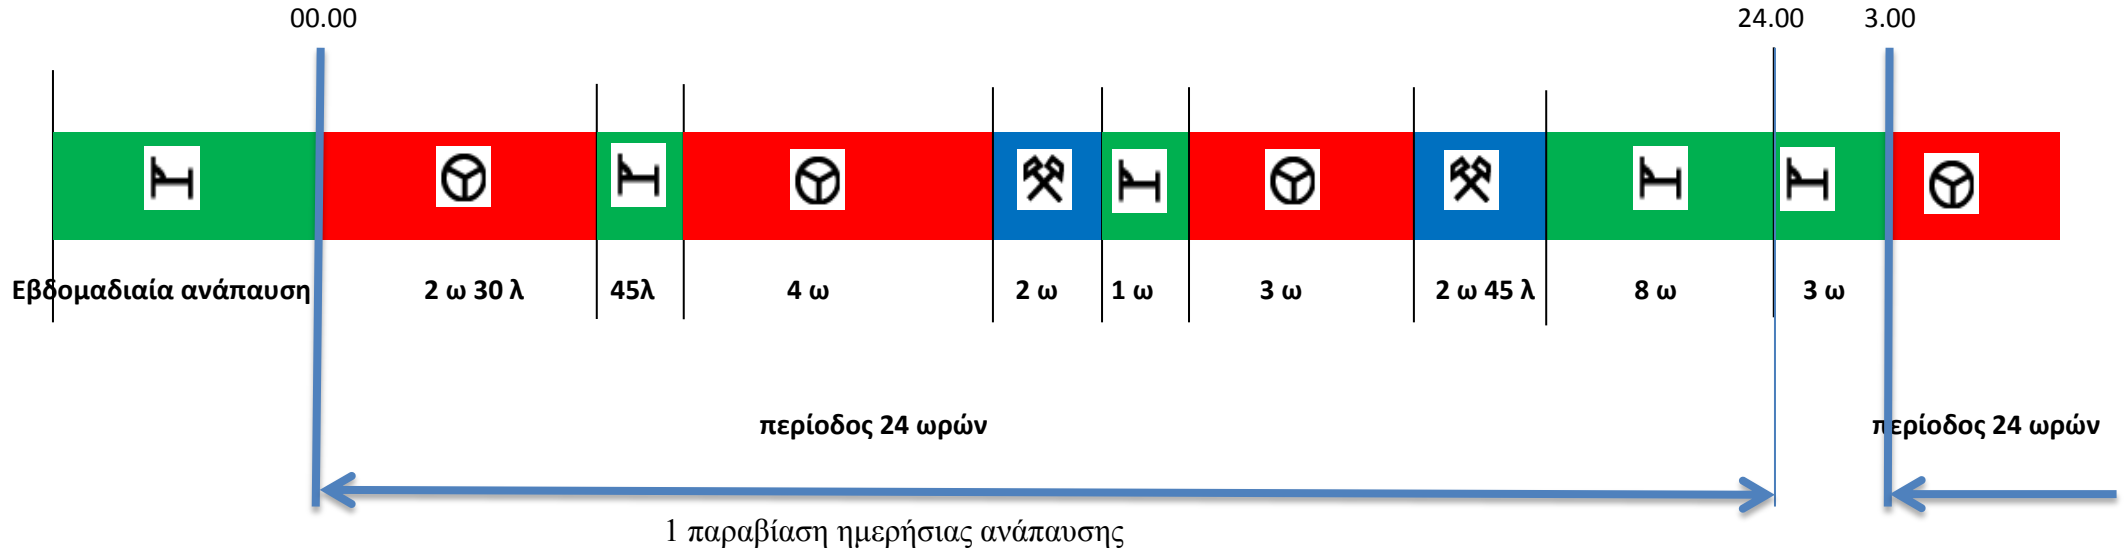 00.00 24.00 3.00
Εβδομαδιαία ανάπαυση 2 ω 30 λ 45λ 4 ω 2 ω 1 ω 3 ω 2 ω 45 λ 8 ω 3 ω
περίοδος 24 ωρών περίοδος 24 ωρών
1 παραβίαση ημερήσιας ανάπαυσης